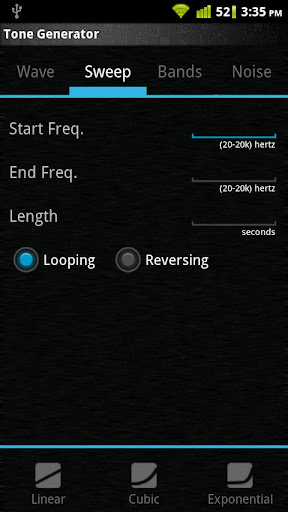 52 3:35 PM
Tone Generator
Wave Sweep Bands Noise
Start Freq.
(20-20k) hertz
End Freq.
(20-20k) hertz
Length
seconds
Looping Reversing
Linear Cubic Exponential